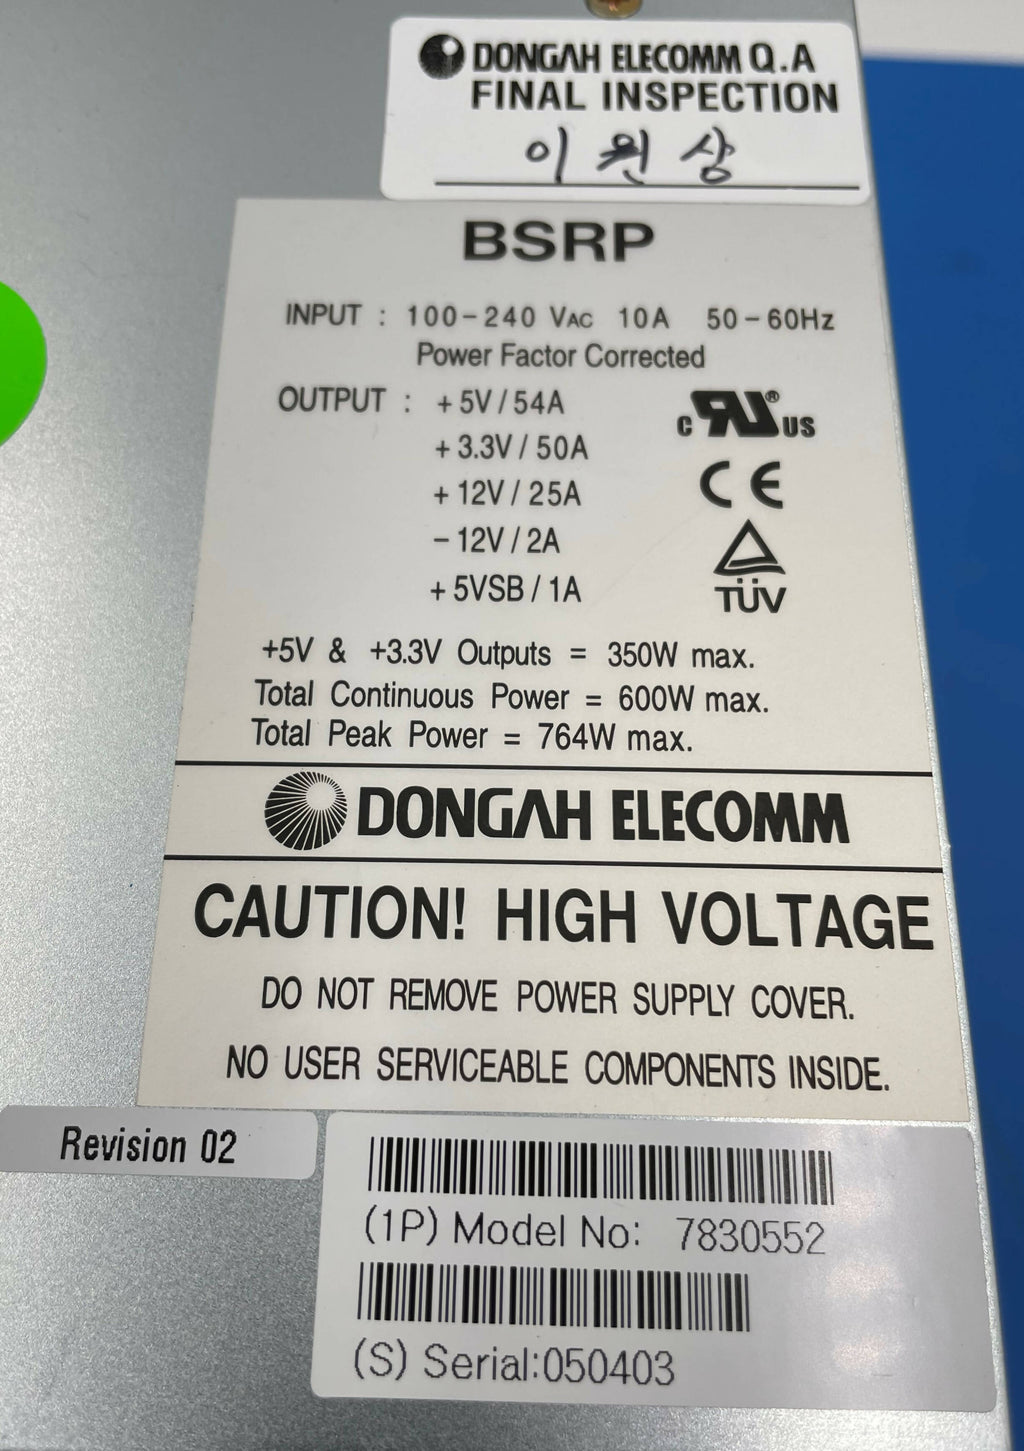 DONGAH ELECOMM Q.A
FINAL INSPECTION
이원상
BSRP
INPUT : 100-240 VAC 10A 50-60Hz
Power Factor Corrected
OUTPUT : +5V/54A
+3.3V/50A
+12V/25A
-12V/2A
+5VSB/1A
c RU® US
CE
TÜV
+5V & +3.3V Outputs = 350W max.
Total Continuous Power = 600W max.
Total Peak Power = 764W max.
DONGAH ELECOMM
CAUTION! HIGH VOLTAGE
DO NOT REMOVE POWER SUPPLY COVER.
NO USER SERVICEABLE COMPONENTS INSIDE.
Revision 02
(1P) Model No: 7830552
(S) Serial:050403